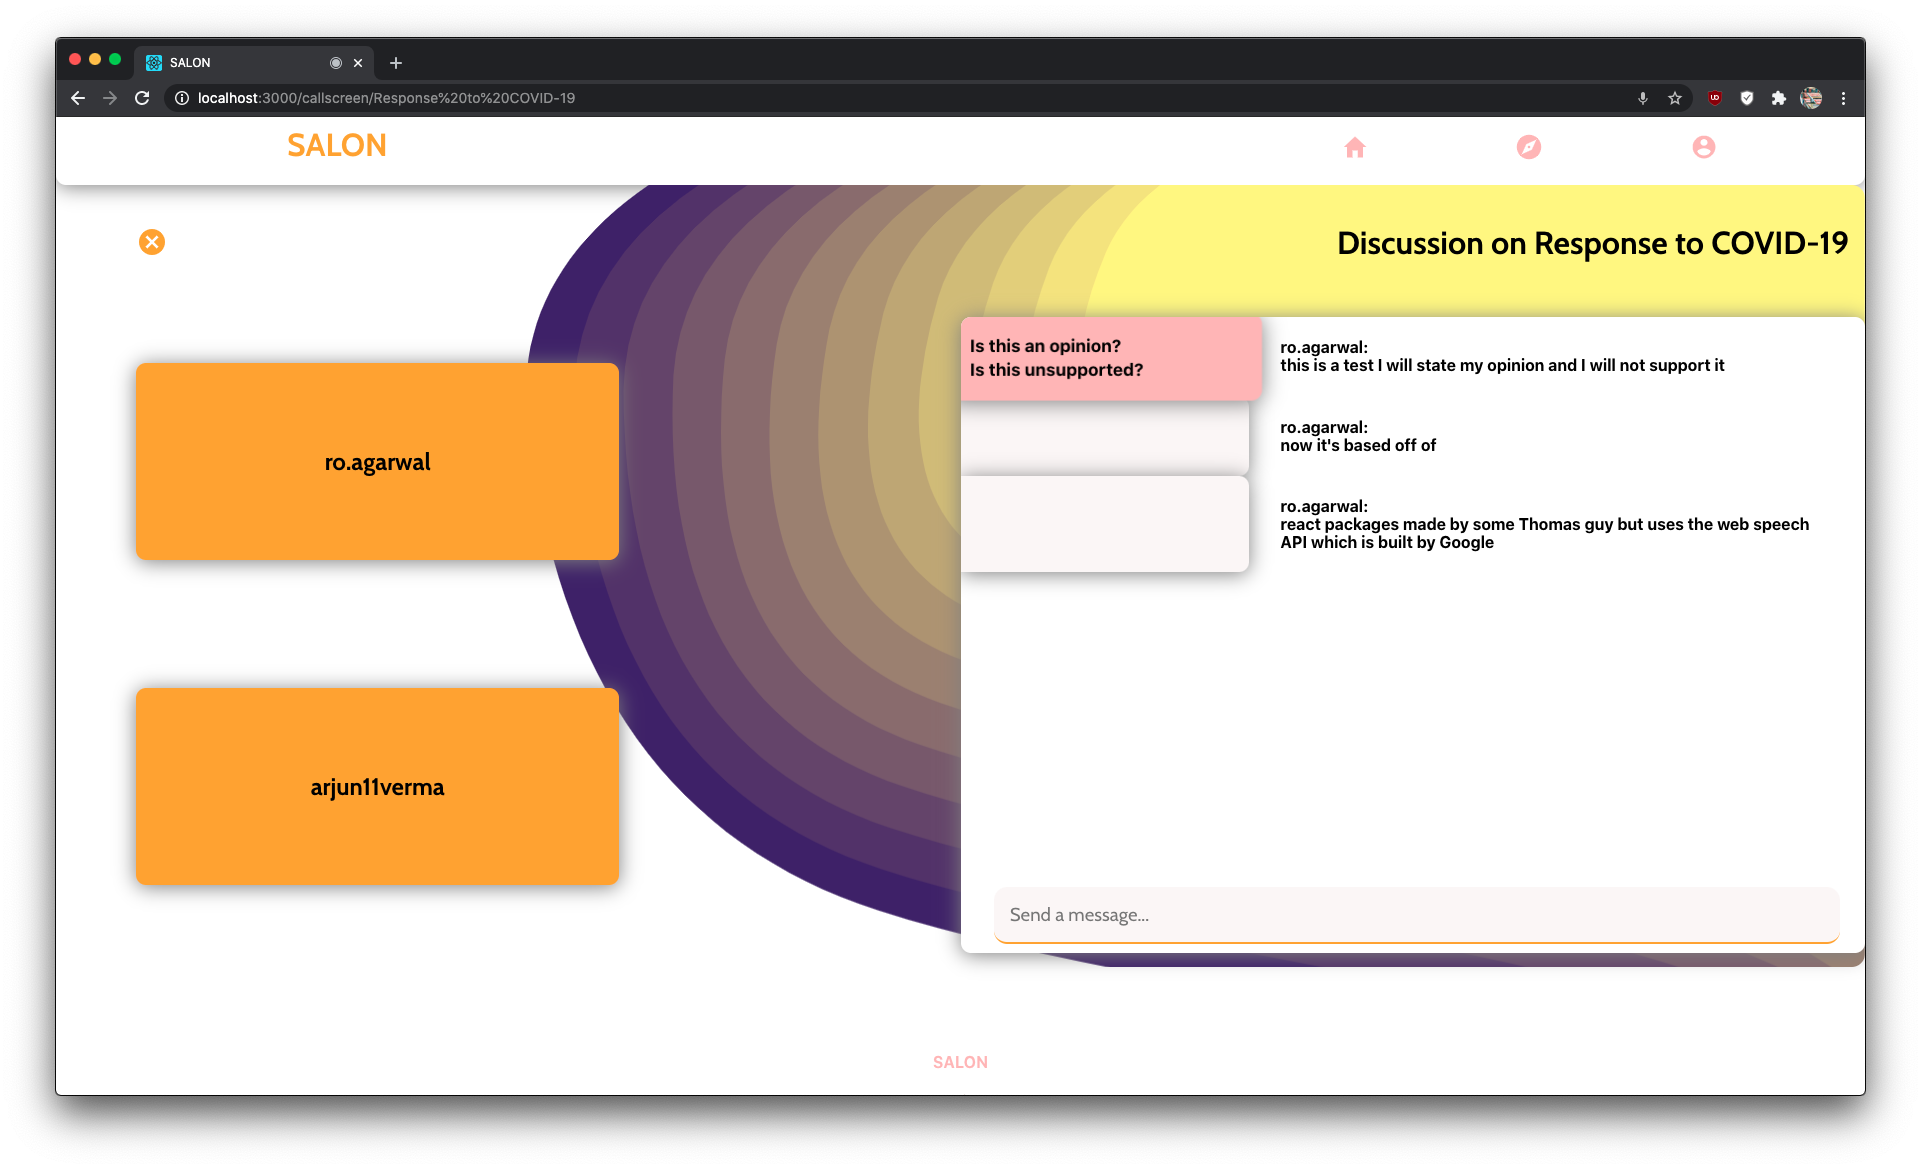 SALON
localhost:3000/callscreen/Response%20to%20COVID-19
SALON
Discussion on Response to COVID-19
ro.agarwal
arjun11verma
Is this an opinion?
Is this unsupported?
ro.agarwal:
this is a test I will state my opinion and I will not support it
ro.agarwal:
now it's based off of
ro.agarwal:
react packages made by some Thomas guy but uses the web speech
API which is built by Google
Send a message...
SALON